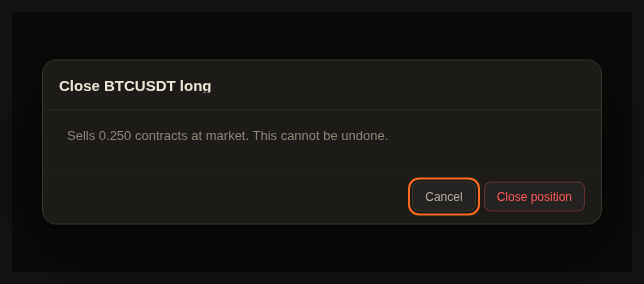 Close BTCUSDT long
Sells 0.250 contracts at market. This cannot be undone.
Cancel
Close position